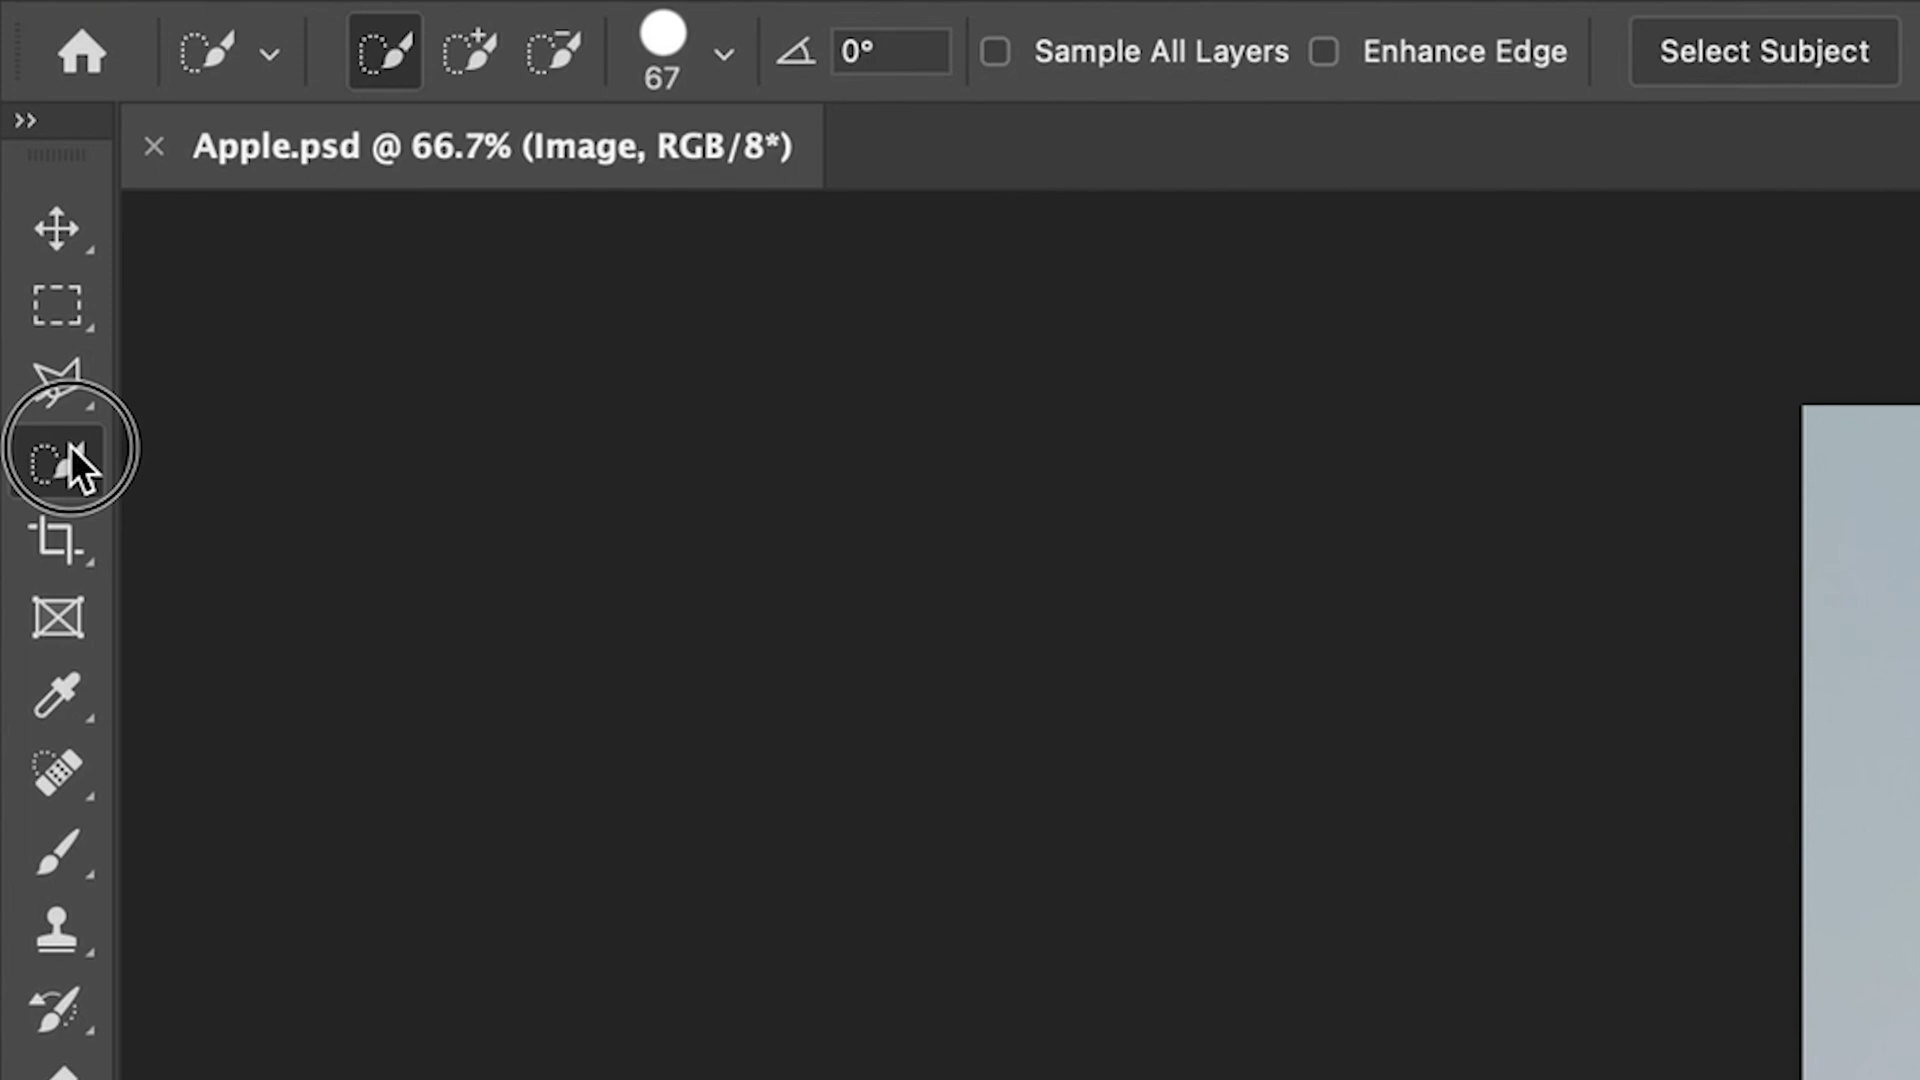 0° Sample All Layers Enhance Edge Select Subject
67
Apple.psd @ 66.7% (Image, RGB/8*)